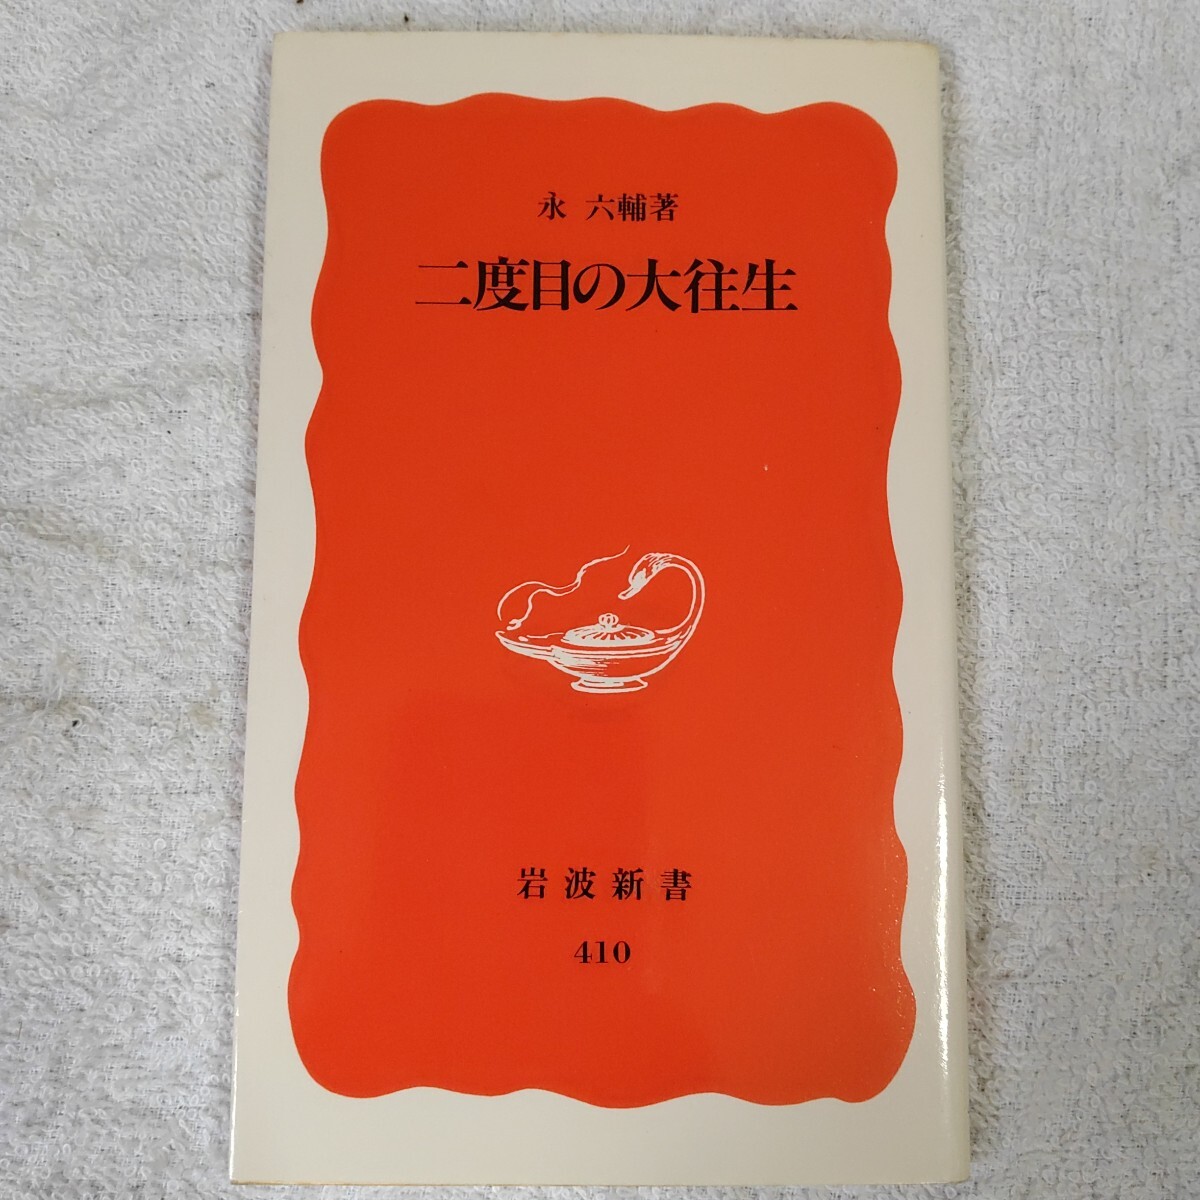 永 六輔著
二度目の大往生
岩波新書
410